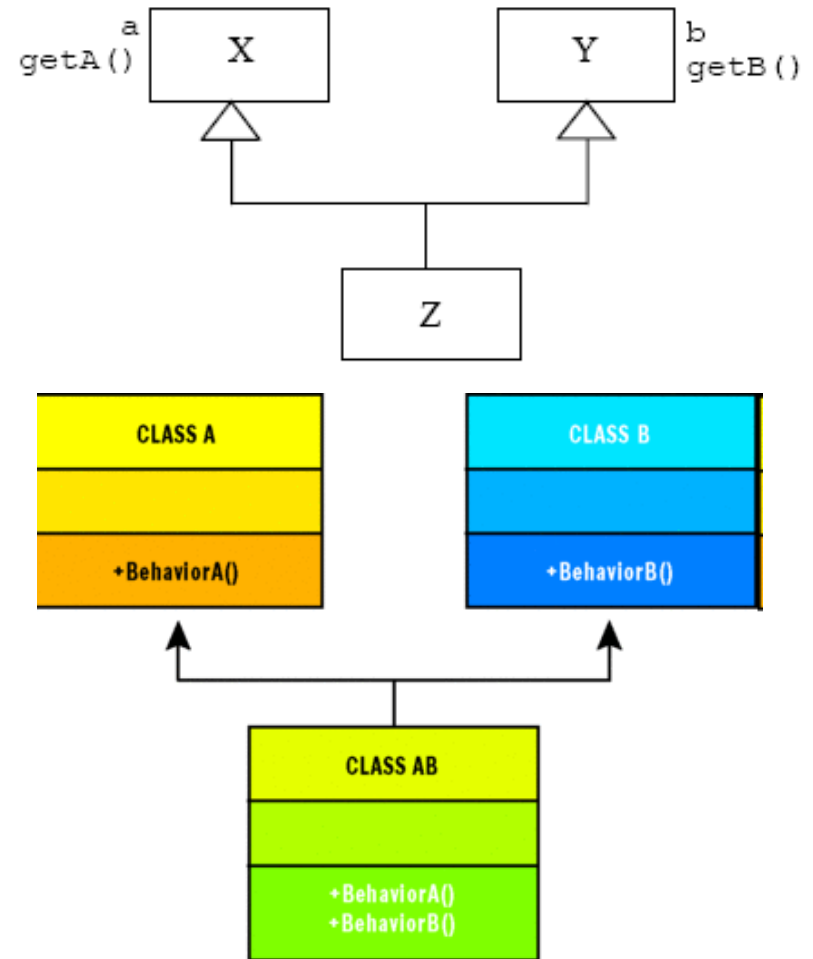 a
getA()
X
Y
b
getB()
Z
CLASS A
CLASS B
+BehaviorA()
+BehaviorB()
CLASS AB
+BehaviorA()
+BehaviorB()